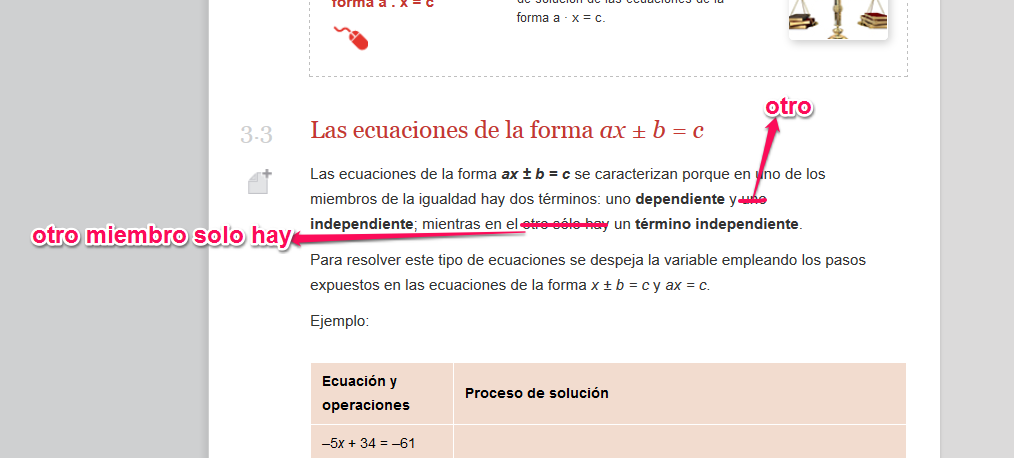 forma a . x = c
de solución de las ecuaciones de la
forma a · x = c.
otro
3.3
Las ecuaciones de la forma ax ± b = c
Las ecuaciones de la forma ax ± b = c se caracterizan porque en uno de los
miembros de la igualdad hay dos términos: uno dependiente y uno
independiente; mientras en el otro sólo hay un término independiente.
otro miembro solo hay
Para resolver este tipo de ecuaciones se despeja la variable empleando los pasos
expuestos en las ecuaciones de la forma x ± b = c y ax = c.
Ejemplo:
Ecuación y
operaciones
Proceso de solución
–5x + 34 = –61